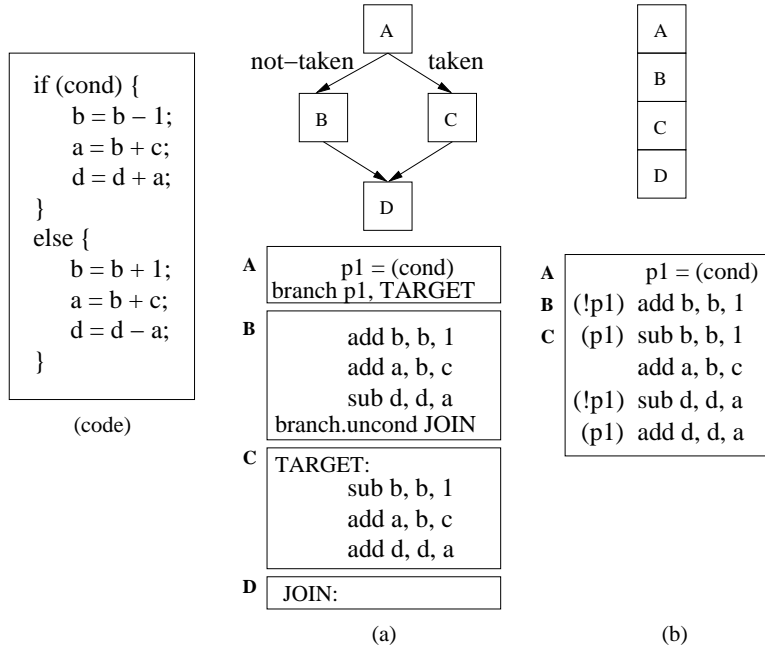 if (cond) {
b = b − 1;
a = b + c;
d = d + a;
}
else {
b = b + 1;
a = b + c;
d = d − a;
}
(code)
A
not−taken
taken
B
C
D
A
p1 = (cond)
branch p1, TARGET
B
add b, b, 1
add a, b, c
sub d, d, a
branch.uncond JOIN
C
TARGET:
sub b, b, 1
add a, b, c
add d, d, a
D
JOIN:
(a)
A
B
C
D
A
p1 = (cond)
B
(!p1) add b, b, 1
C
(p1) sub b, b, 1
add a, b, c
(!p1) sub d, d, a
(p1) add d, d, a
(b)